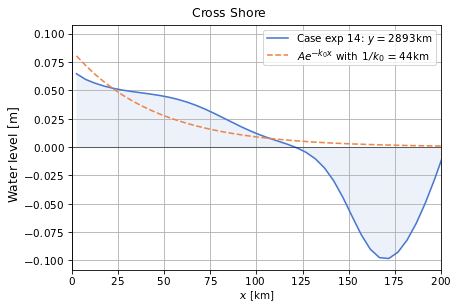 Cross Shore
Case exp 14: y = 2893km
Ae^{-k_0x} with 1/k_0 = 44km
Water level [m]
0.100
0.075
0.050
0.025
0.000
−0.025
−0.050
−0.075
−0.100
0 25 50 75 100 125 150 175 200
x [km]